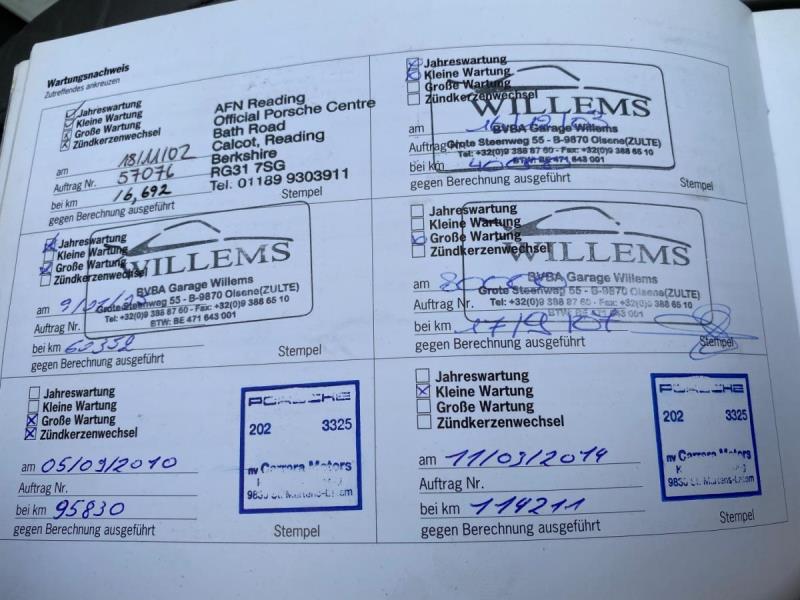 Wartungsnachweis
Zutreffendes ankreuzen
Jahreswartung
Kleine Wartung
Große Wartung
Zündkerzenwechsel
am 18/11/02
Auftrag Nr. 57076
bei km 16,692
gegen Berechnung ausgeführt
AFN Reading
Official Porsche Centre
Bath Road
Calcot, Reading
Berkshire
RG31 7SG
Tel: 01189 9303911
Stempel
Jahreswartung
Kleine Wartung
Große Wartung
Zündkerzenwechsel
am
Auftrag Nr.
bei km
gegen Berechnung ausgeführt
WILLEMS
BVBA Garage Willems
Grote Steenweg 55 - B-9870 Olsene(ZULTE)
Tel: +32(0)9 388 87 60 - Fax: +32(0)9 388 65 10
BTW: BE 471 643 001
Stempel
Jahreswartung
Kleine Wartung
Große Wartung
Zündkerzenwechsel
am
Auftrag Nr.
bei km 62352
gegen Berechnung ausgeführt
WILLEMS
BVBA Garage Willems
Grote Steenweg 55 - B-9870 Olsene(ZULTE)
Tel: +32(0)9 388 87 60 - Fax: +32(0)9 388 65 10
BTW: BE 471 643 001
Stempel
Jahreswartung
Kleine Wartung
Große Wartung
Zündkerzenwechsel
am
Auftrag Nr.
bei km
gegen Berechnung ausgeführt
WILLEMS
BVBA Garage Willems
Grote Steenweg 55 - B-9870 Olsene(ZULTE)
Tel: +32(0)9 388 87 60 - Fax: +32(0)9 388 65 10
BTW: BE 471 643 001
Stempel
Jahreswartung
Kleine Wartung
Große Wartung
Zündkerzenwechsel
am 05/09/2010
Auftrag Nr.
bei km 95830
gegen Berechnung ausgeführt
PORSCHE
202 3325
nv Carrera Motors
Stempel
Jahreswartung
Kleine Wartung
Große Wartung
Zündkerzenwechsel
am 11/03/2014
Auftrag Nr.
bei km 114211
gegen Berechnung ausgeführt
PORSCHE
202 3325
nv Carrera Motors
Stempel